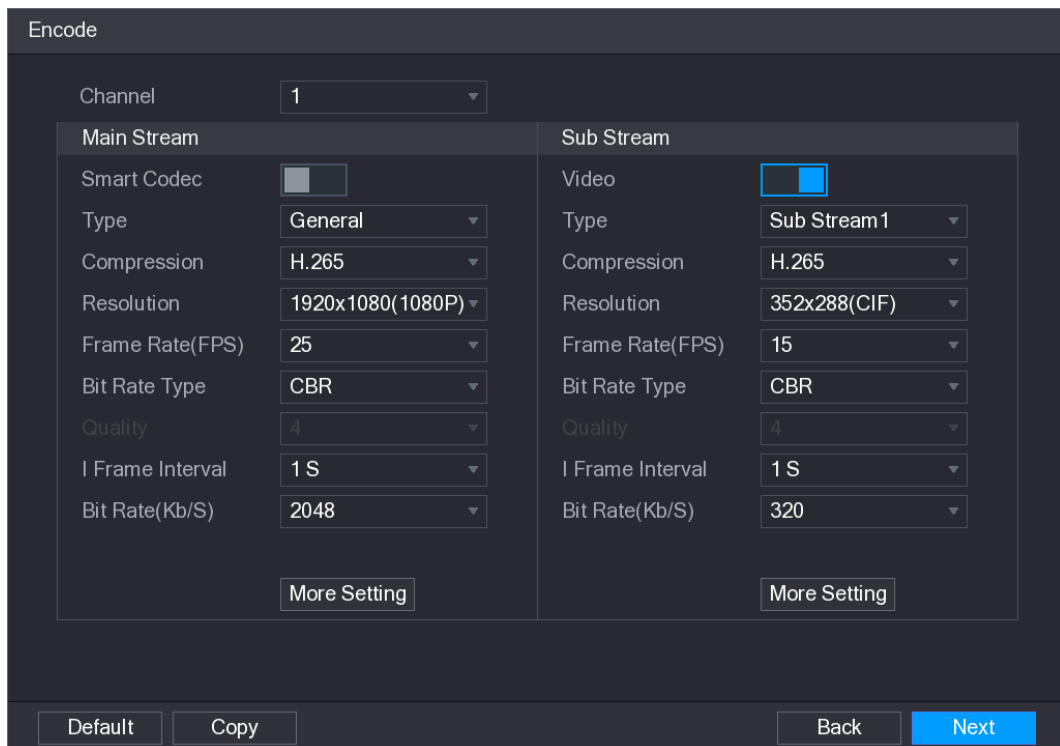 Encode
Channel 1
Main Stream Sub Stream
Smart Codec Video
Type General Type Sub Stream1
Compression H.265 Compression H.265
Resolution 1920x1080(1080P) Resolution 352x288(CIF)
Frame Rate(FPS) 25 Frame Rate(FPS) 15
Bit Rate Type CBR Bit Rate Type CBR
Quality 4 Quality 4
I Frame Interval 1 S I Frame Interval 1 S
Bit Rate(Kb/S) 2048 Bit Rate(Kb/S) 320
More Setting More Setting
Default Copy Back Next